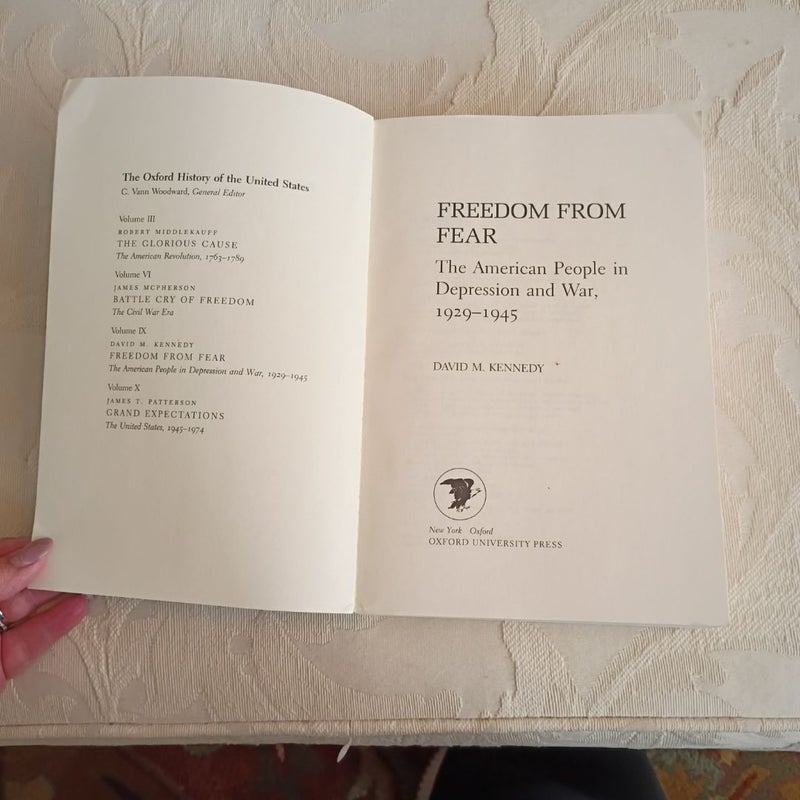 The Oxford History of the United States
C. Vann Woodward, General Editor
Volume III
ROBERT MIDDLEKAUFF
THE GLORIOUS CAUSE
The American Revolution, 1763–1789
Volume VI
JAMES MCPHERSON
BATTLE CRY OF FREEDOM
The Civil War Era
Volume IX
DAVID M. KENNEDY
FREEDOM FROM FEAR
The American People in Depression and War, 1929–1945
Volume X
JAMES T. PATTERSON
GRAND EXPECTATIONS
The United States, 1945–1974
FREEDOM FROM
FEAR
The American People in
Depression and War,
1929–1945
DAVID M. KENNEDY
New York Oxford
OXFORD UNIVERSITY PRESS